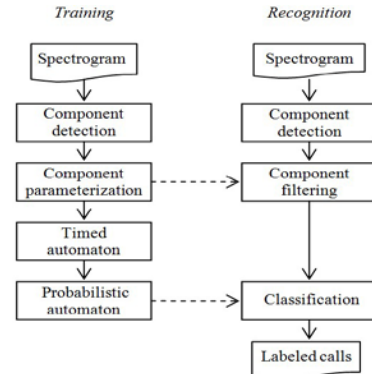 Training
Recognition
Spectrogram
Spectrogram
Component
detection
Component
detection
Component
parameterization
Component
filtering
Timed
automaton
Probabilistic
automaton
Classification
Labeled calls